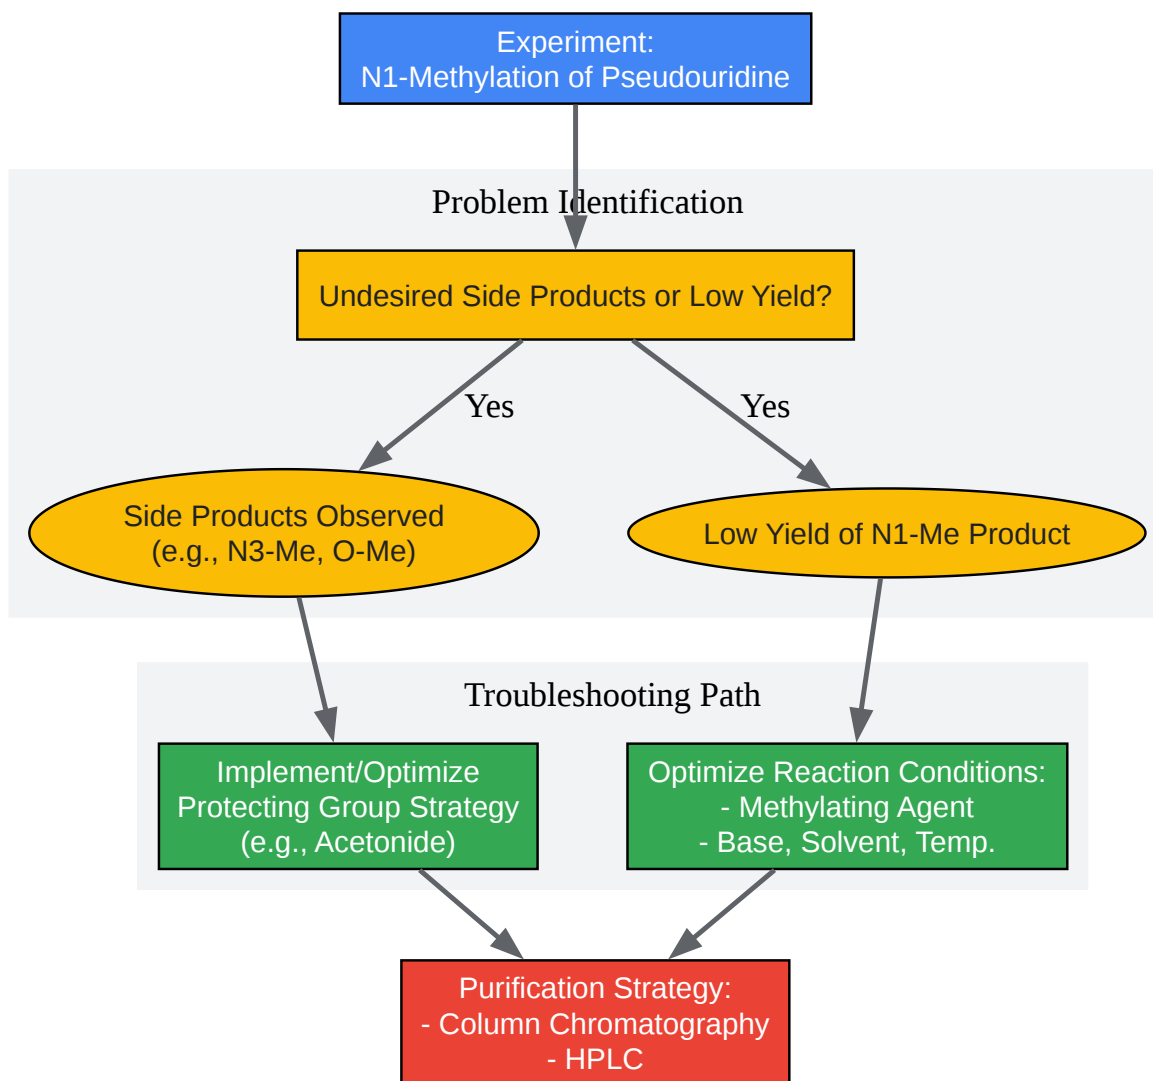 Experiment:
N1-Methylation of Pseudouridine
Problem Identification
Undesired Side Products or Low Yield?
Yes
Yes
Side Products Observed
(e.g., N3-Me, O-Me)
Low Yield of N1-Me Product
Troubleshooting Path
Implement/Optimize
Protecting Group Strategy
(e.g., Acetonide)
Optimize Reaction Conditions:
- Methylating Agent
- Base, Solvent, Temp.
Purification Strategy:
- Column Chromatography
- HPLC